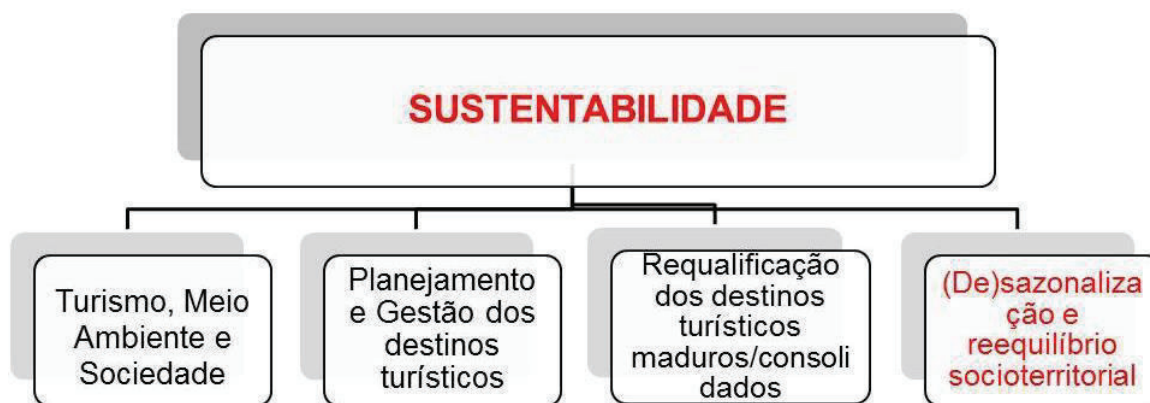 SUSTENTABILIDADE
Turismo, Meio
Ambiente e
Sociedade
Planejamento
e Gestão dos
destinos
turísticos
Requalificação
dos destinos
turísticos
maduros/consoli
dados
(De)sazonaliza
ção e
reequilíbrio
socioterritorial